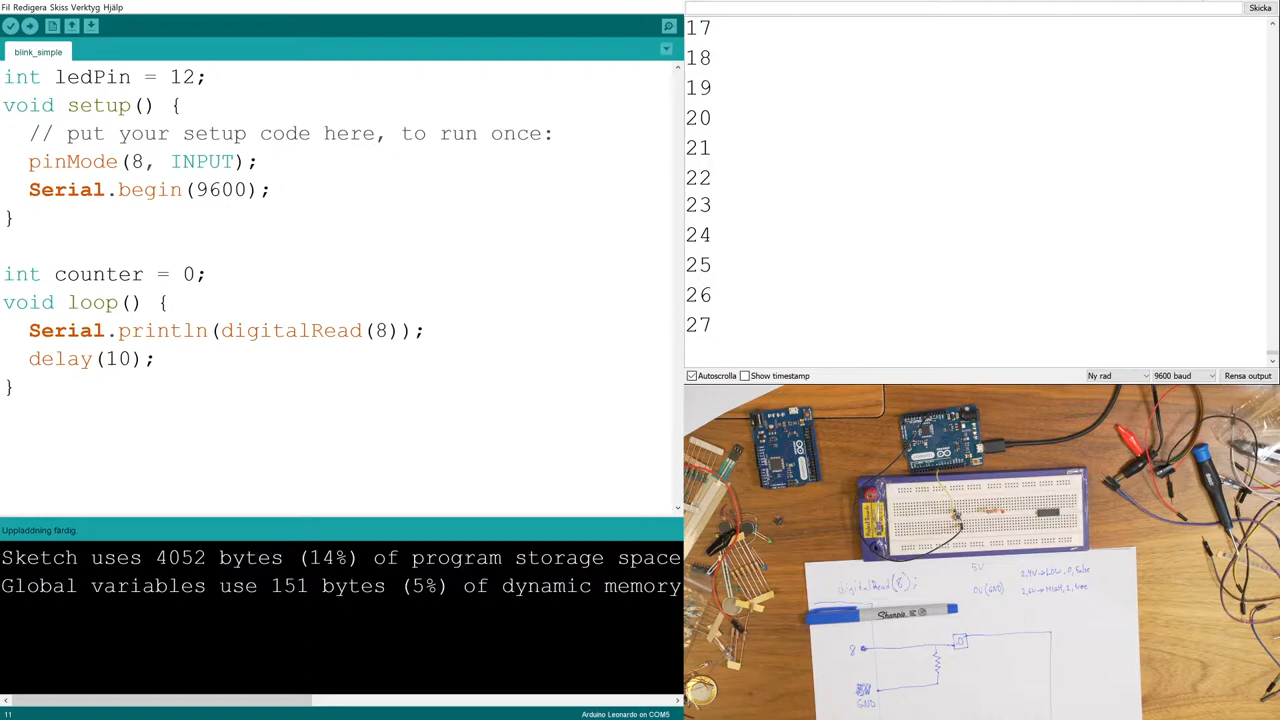 Fil Redigera Skiss Verktyg Hjälp
blink_simple
int ledPin = 12;
void setup() {
// put your setup code here, to run once:
pinMode(8, INPUT);
Serial.begin(9600);
}
int counter = 0;
void loop() {
Serial.println(digitalRead(8));
delay(10);
}
Uppladdning färdig.
Sketch uses 4052 bytes (14%) of program storage space
Global variables use 151 bytes (5%) of dynamic memory
11
Arduino Leonardo on COM5
Skicka
17
18
19
20
21
22
23
24
25
26
27
Autoscrolla
Show timestamp
Ny rad
9600 baud
Rensa output
digitalRead(8);
5V
0V(GND)
Sharpie
8
GND